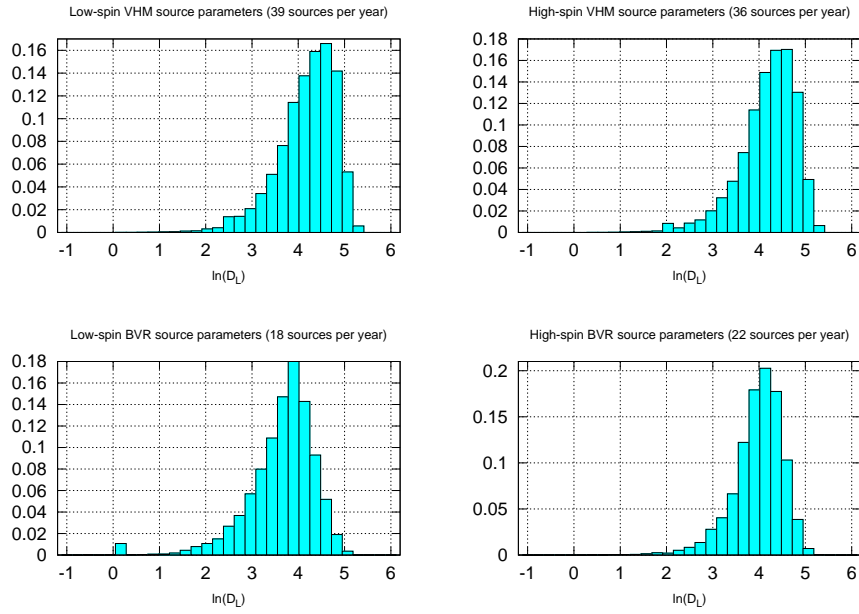 Low-spin VHM source parameters (39 sources per year)
0.16
0.14
0.12
0.1
0.08
0.06
0.04
0.02
0
-1 0 1 2 3 4 5 6
ln(D_L)
High-spin VHM source parameters (36 sources per year)
0.18
0.16
0.14
0.12
0.1
0.08
0.06
0.04
0.02
0
-1 0 1 2 3 4 5 6
ln(D_L)
Low-spin BVR source parameters (18 sources per year)
0.18
0.16
0.14
0.12
0.1
0.08
0.06
0.04
0.02
0
-1 0 1 2 3 4 5 6
ln(D_L)
High-spin BVR source parameters (22 sources per year)
0.2
0.15
0.1
0.05
0
-1 0 1 2 3 4 5 6
ln(D_L)